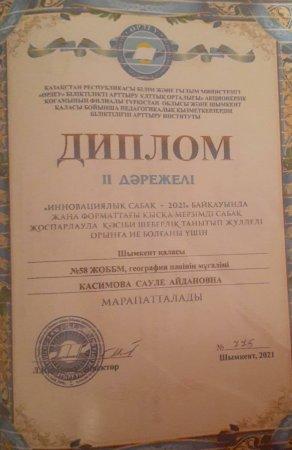 ҚАЗАҚСТАН РЕСПУБЛИКАСЫ БІЛІМ ЖӘНЕ ҒЫЛЫМ МИНИСТРЛІГІ
«ӨРЛЕУ» БІЛІКТІЛІКТІ АРТТЫРУ ҰЛТТЫҚ ОРТАЛЫҒЫ» АКЦИОНЕРЛІК
ҚОҒАМЫНЫҢ ФИЛИАЛЫ ТҮРКІСТАН ОБЛЫСЫ ЖӘНЕ ШЫМКЕНТ
ҚАЛАСЫ БОЙЫНША ПЕДАГОГИКАЛЫҚ ҚЫЗМЕТКЕРЛЕРДІҢ
БІЛІКТІЛІГІН АРТТЫРУ ИНСТИТУТЫ
ДИПЛОМ
ІІ ДӘРЕЖЕЛІ
«ИННОВАЦИЯЛЫҚ САБАҚ - 2021» БАЙҚАУЫНДА
ЖАҢА ФОРМАТТАҒЫ ҚЫСҚА МЕРЗІМДІ САБАҚ
ЖОСПАРЛАУДА КӘСІБИ ШЕБЕРЛІК ТАНЫТЫП ЖҮЛДЕЛІ
ОРЫНҒА ИЕ БОЛҒАНЫ ҮШІН
Шымкент қаласы
№58 ЖОББМ, география пәнінің мұғалімі
КАСИМОВА САУЛЕ АЙДАНОВНА
МАРАПАТТАЛАДЫ
директор
№ 775
Шымкент, 2021